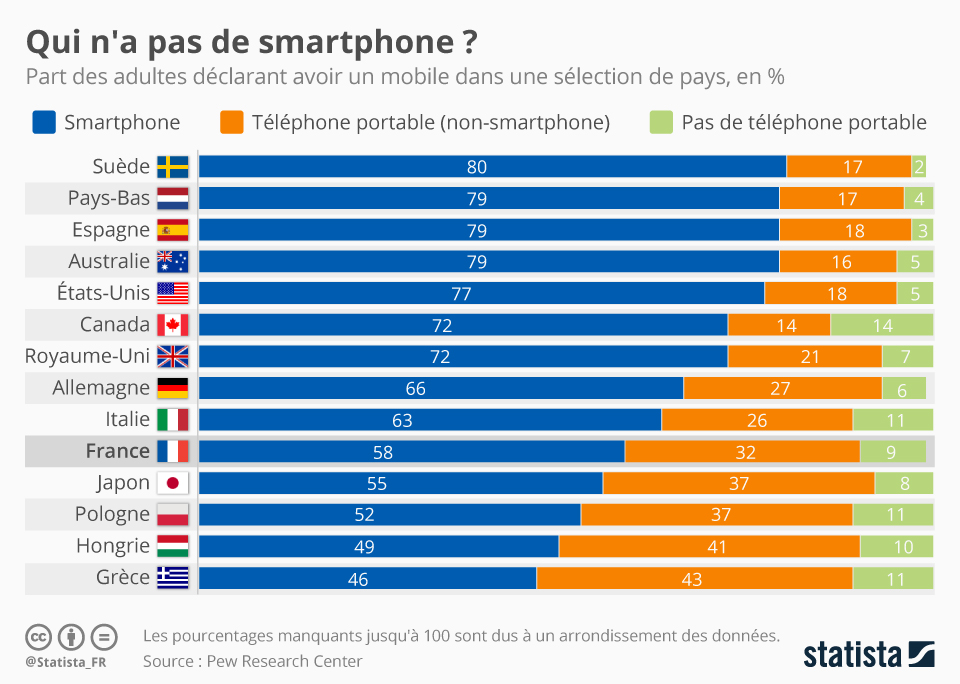 Qui n'a pas de smartphone ?
Part des adultes déclarant avoir un mobile dans une sélection de pays, en %
Smartphone Téléphone portable (non-smartphone) Pas de téléphone portable
Suède 80 17 2
Pays-Bas 79 17 4
Espagne 79 18 3
Australie 79 16 5
États-Unis 77 18 5
Canada 72 14 14
Royaume-Uni 72 21 7
Allemagne 66 27 6
Italie 63 26 11
France 58 32 9
Japon 55 37 8
Pologne 52 37 11
Hongrie 49 41 10
Grèce 46 43 11
Les pourcentages manquants jusqu'à 100 sont dus à un arrondissement des données.
cc =
@Statista_FR Source : Pew Research Center
statista